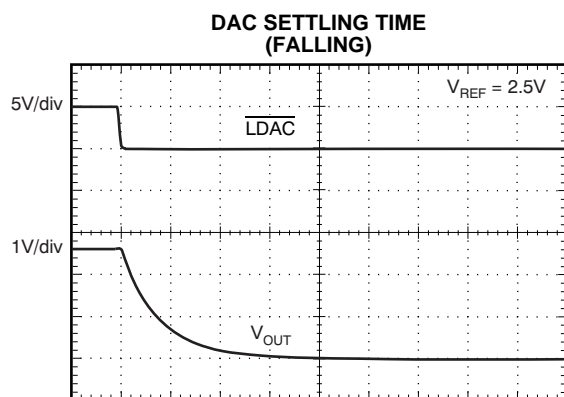 DAC SETTLING TIME
(FALLING)
5V/div
V_REF = 2.5V
LDAC
1V/div
V_OUT